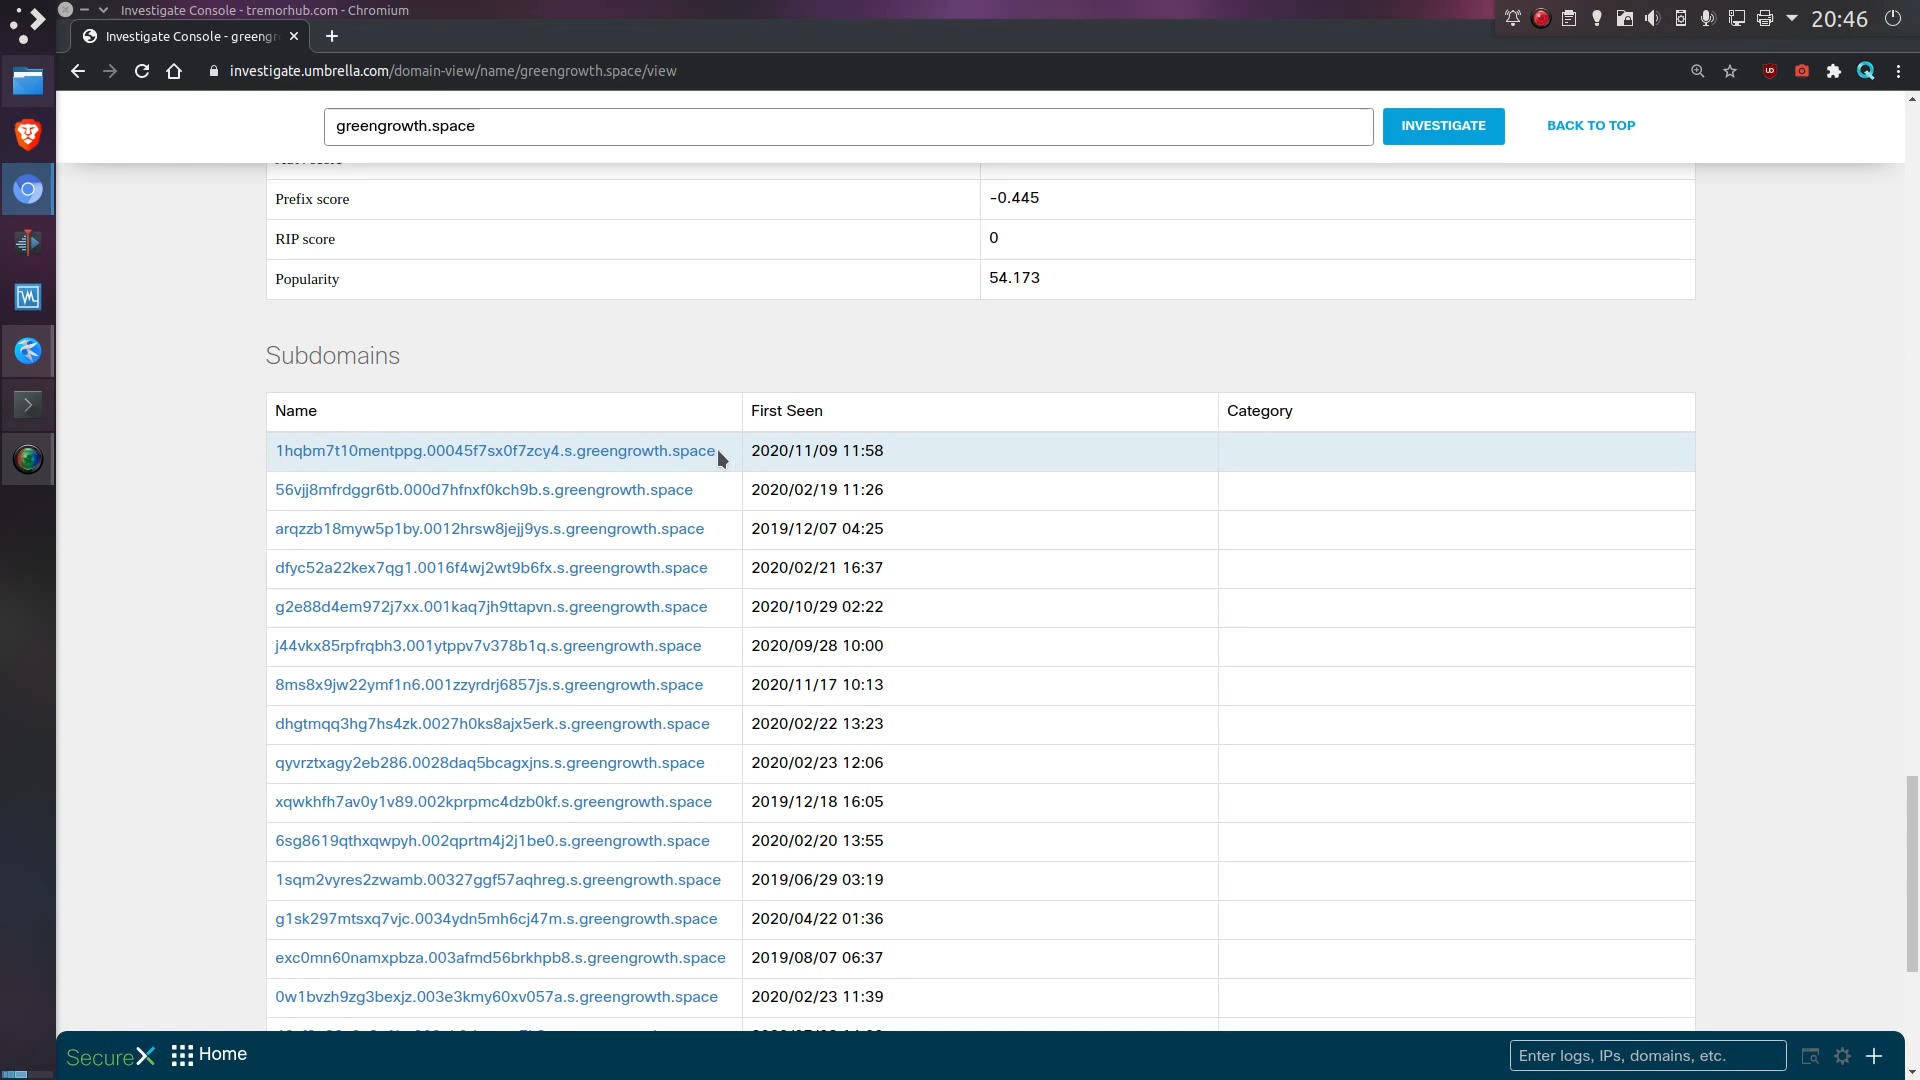 Investigate Console - tremorhub.com - Chromium
20:46
Investigate Console - greengr
investigate.umbrella.com/domain-view/name/greengrowth.space/view
greengrowth.space
INVESTIGATE
BACK TO TOP
Prefix score -0.445
RIP score 0
Popularity 54.173
Subdomains
Name First Seen Category
1hqbm7t10mentppg.00045f7sx0f7zcy4.s.greengrowth.space 2020/11/09 11:58
56vjj8mfrdggr6tb.000d7hfnxf0kch9b.s.greengrowth.space 2020/02/19 11:26
arqzzb18myw5p1by.0012hrsw8jejj9ys.s.greengrowth.space 2019/12/07 04:25
dfyc52a22kex7qg1.0016f4wj2wt9b6fx.s.greengrowth.space 2020/02/21 16:37
g2e88d4em972j7xx.001kaq7jh9ttapvn.s.greengrowth.space 2020/10/29 02:22
j44vkx85rpfrqbh3.001ytppv7v378b1q.s.greengrowth.space 2020/09/28 10:00
8ms8x9jw22ymf1n6.001zzyrdrj6857js.s.greengrowth.space 2020/11/17 10:13
dhgtmqq3hg7hs4zk.0027h0ks8ajx5erk.s.greengrowth.space 2020/02/22 13:23
qyvrztxagy2eb286.0028daq5bcagxjns.s.greengrowth.space 2020/02/23 12:06
xqwkhfh7av0y1v89.002kprpmc4dzb0kf.s.greengrowth.space 2019/12/18 16:05
6sg8619qthxqwpyh.002qprtm4j2j1be0.s.greengrowth.space 2020/02/20 13:55
1sqm2vyres2zwamb.00327ggf57aqhreg.s.greengrowth.space 2019/06/29 03:19
g1sk297mtsxq7vjc.0034ydn5mh6cj47m.s.greengrowth.space 2020/04/22 01:36
exc0mn60namxpbza.003afmd56brkhpb8.s.greengrowth.space 2019/08/07 06:37
0w1bvzh9zg3bexjz.003e3kmy60xv057a.s.greengrowth.space 2020/02/23 11:39
SecureX Home
Enter logs, IPs, domains, etc.